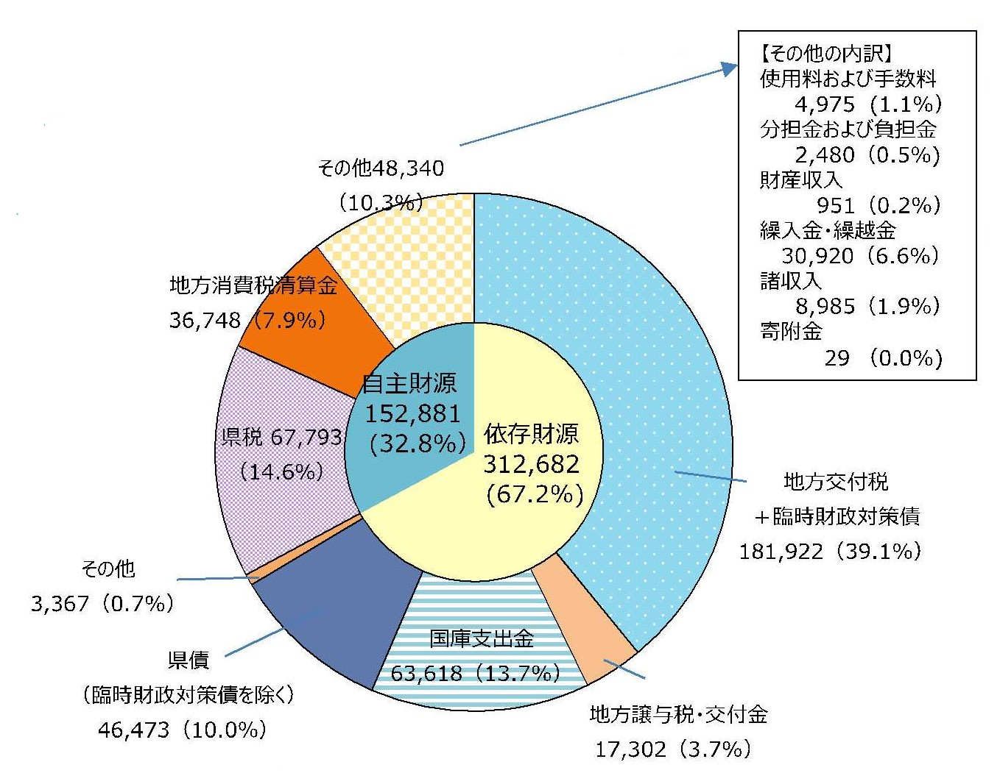 【その他の内訳】
使用料および手数料
4,975 (1.1%)
分担金および負担金
2,480 (0.5%)
財産収入
951 (0.2%)
繰入金・繰越金
30,920 (6.6%)
諸収入
8,985 (1.9%)
寄附金
29 (0.0%)
その他48,340
(10.3%)
地方消費税清算金
36,748 (7.9%)
自主財源
152,881
(32.8%)
依存財源
312,682
(67.2%)
県税 67,793
(14.6%)
地方交付税
+臨時財政対策債
181,922 (39.1%)
その他
3,367 (0.7%)
国庫支出金
63,618 (13.7%)
県債
(臨時財政対策債を除く)
46,473 (10.0%)
地方譲与税・交付金
17,302 (3.7%)